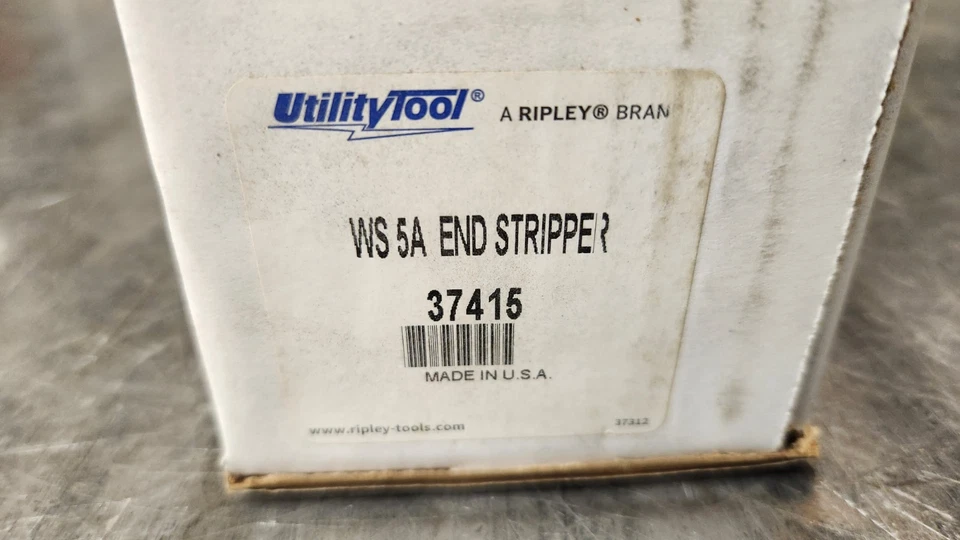 UtilityTool® A RIPLEY® BRAN
WS 5A END STRIPPER
37415
MADE IN U.S.A.
www.ripley-tools.com 37312